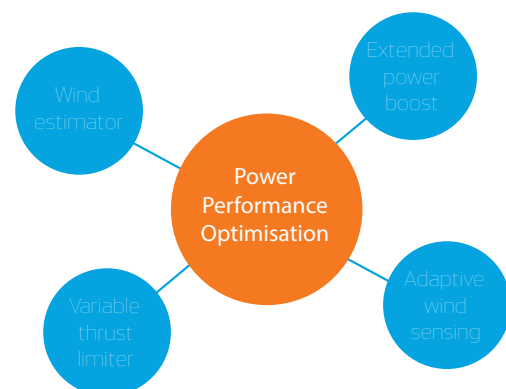 Wind
estimator
Extended
power
boost
Power
Performance
Optimisation
Variable
thrust
limiter
Adaptive
wind
sensing